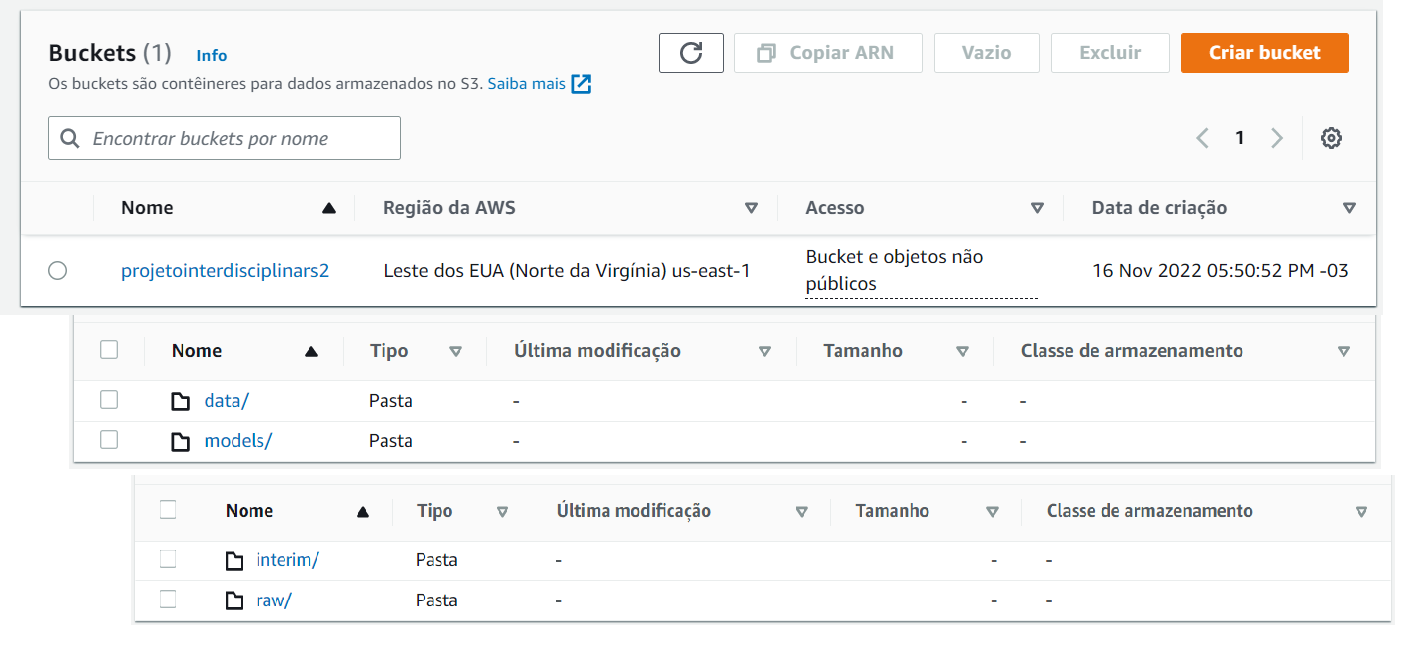 Buckets (1) Info
Copiar ARN Vazio Excluir Criar bucket
Os buckets são contêineres para dados armazenados no S3. Saiba mais
Encontrar buckets por nome
1
Nome Região da AWS Acesso Data de criação
projetointerdisciplinars2 Leste dos EUA (Norte da Virgínia) us-east-1 Bucket e objetos não 16 Nov 2022 05:50:52 PM -03
públicos
Nome Tipo Última modificação Tamanho Classe de armazenamento
data/ Pasta - - -
models/ Pasta - - -
Nome Tipo Última modificação Tamanho Classe de armazenamento
interim/ Pasta - - -
raw/ Pasta - - -